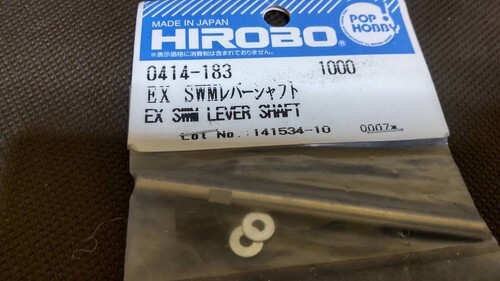 MADE IN JAPAN
HIROBO®
POP HOBBY
※表示価格に消費税は含まれておりません。
0414-183 1000
EX SWMレバーシャフト
EX SWM LEVER SHAFT
Lot No.:141534-10